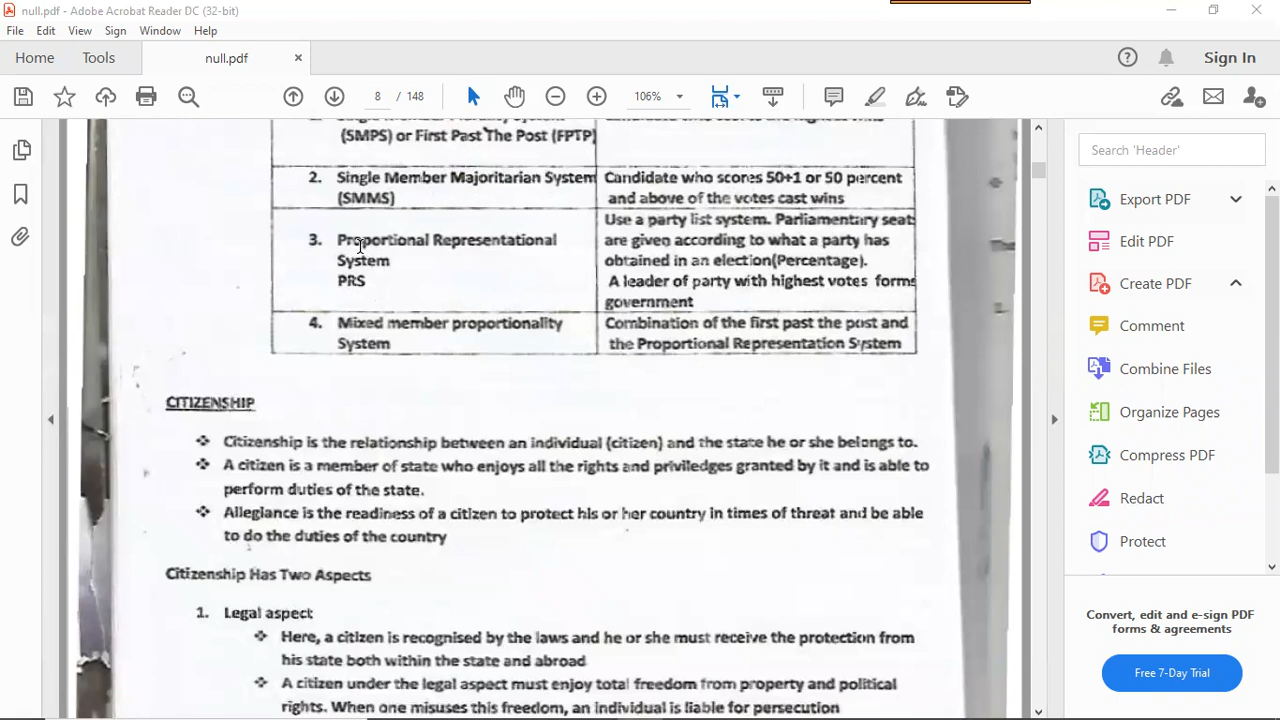 null.pdf - Adobe Acrobat Reader DC (32-bit)
File Edit View Sign Window Help
Home Tools null.pdf × Sign In
8 / 148 106%
(SMPS) or First Past The Post (FPTP)
2. Single Member Majoritarian System
(SMMS)
Candidate who scores 50+1 or 50 percent
and above of the votes cast wins
3. Proportional Representational
System
PRS
Use a party list system. Parliamentary seats
are given according to what a party has
obtained in an election(Percentage).
A leader of party with highest votes forms
government
4. Mixed member proportionality
System
Combination of the first past the post and
the Proportional Representation System
CITIZENSHIP
❖ Citizenship is the relationship between an individual (citizen) and the state he or she belongs to.
❖ A citizen is a member of state who enjoys all the rights and priviledges granted by it and is able to
perform duties of the state.
❖ Allegiance is the readiness of a citizen to protect his or her country in times of threat and be able
to do the duties of the country
Citizenship Has Two Aspects
1. Legal aspect
❖ Here, a citizen is recognised by the laws and he or she must receive the protection from
his state both within the state and abroad
❖ A citizen under the legal aspect must enjoy total freedom from property and political
rights. When one misuses this freedom, an individual is liable for persecution
Search 'Header'
Export PDF
Edit PDF
Create PDF
Comment
Combine Files
Organize Pages
Compress PDF
Redact
Protect
Convert, edit and e-sign PDF
forms & agreements
Free 7-Day Trial